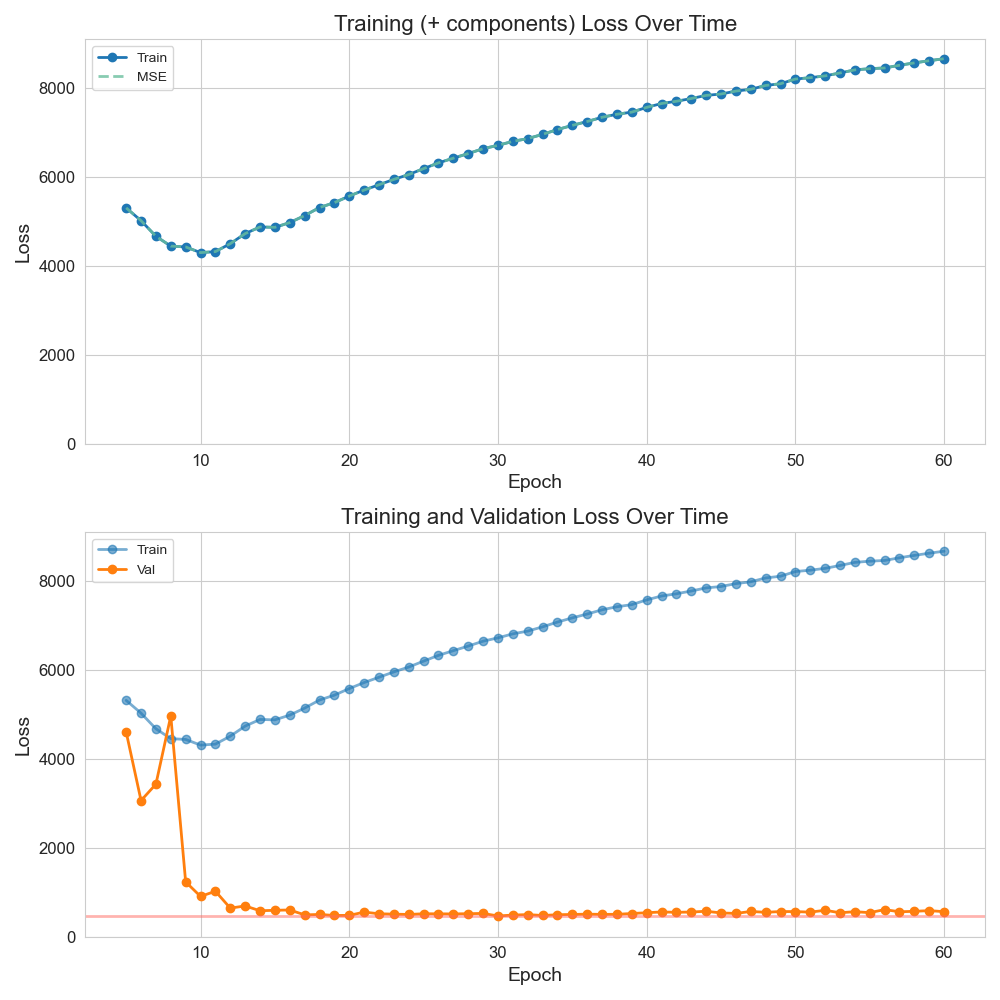 Training (+ components) Loss Over Time
Train
MSE
Loss
8000
6000
4000
2000
0
10 20 30 40 50 60
Epoch
Training and Validation Loss Over Time
Train
Val
Loss
8000
6000
4000
2000
0
10 20 30 40 50 60
Epoch